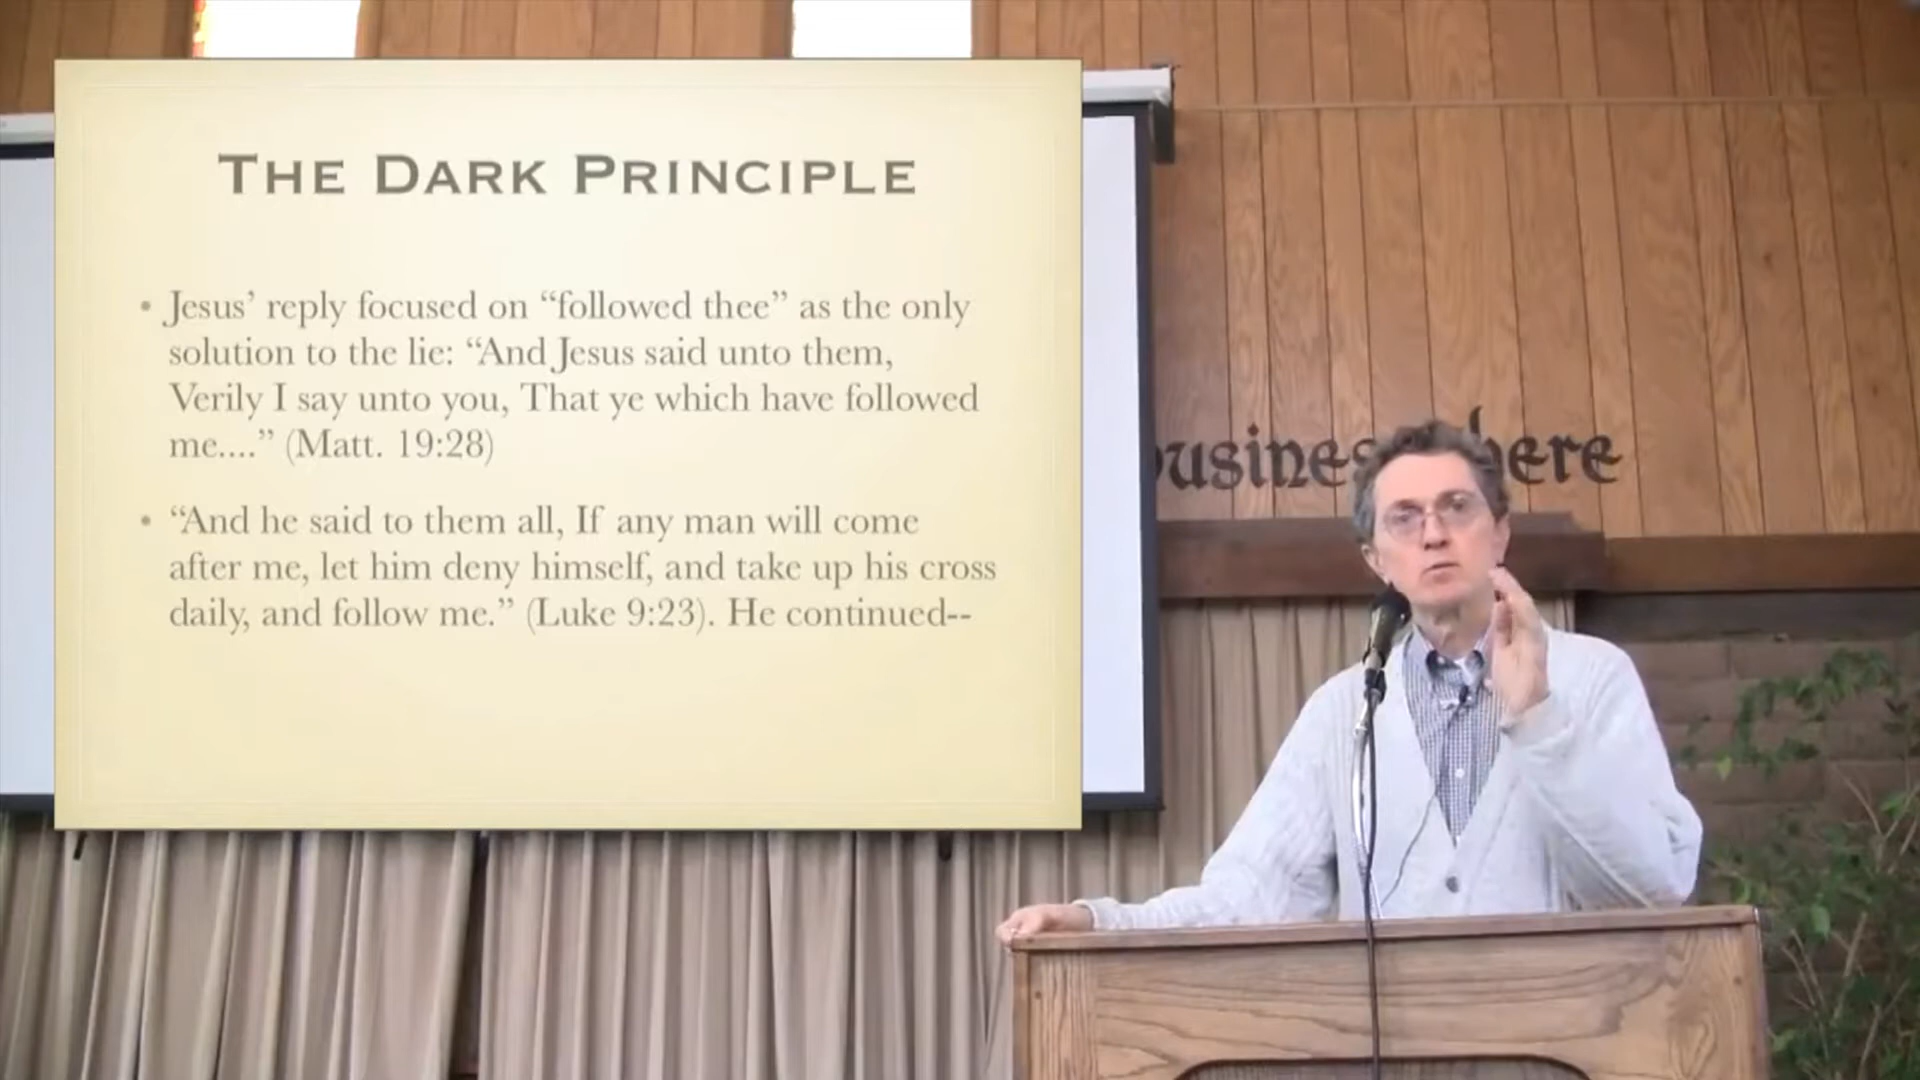 The Dark Principle
• Jesus’ reply focused on “followed thee” as the only
solution to the lie: “And Jesus said unto them,
Verily I say unto you, That ye which have followed
me....” (Matt. 19:28)
• “And he said to them all, If any man will come
after me, let him deny himself, and take up his cross
daily, and follow me.” (Luke 9:23). He continued--
here